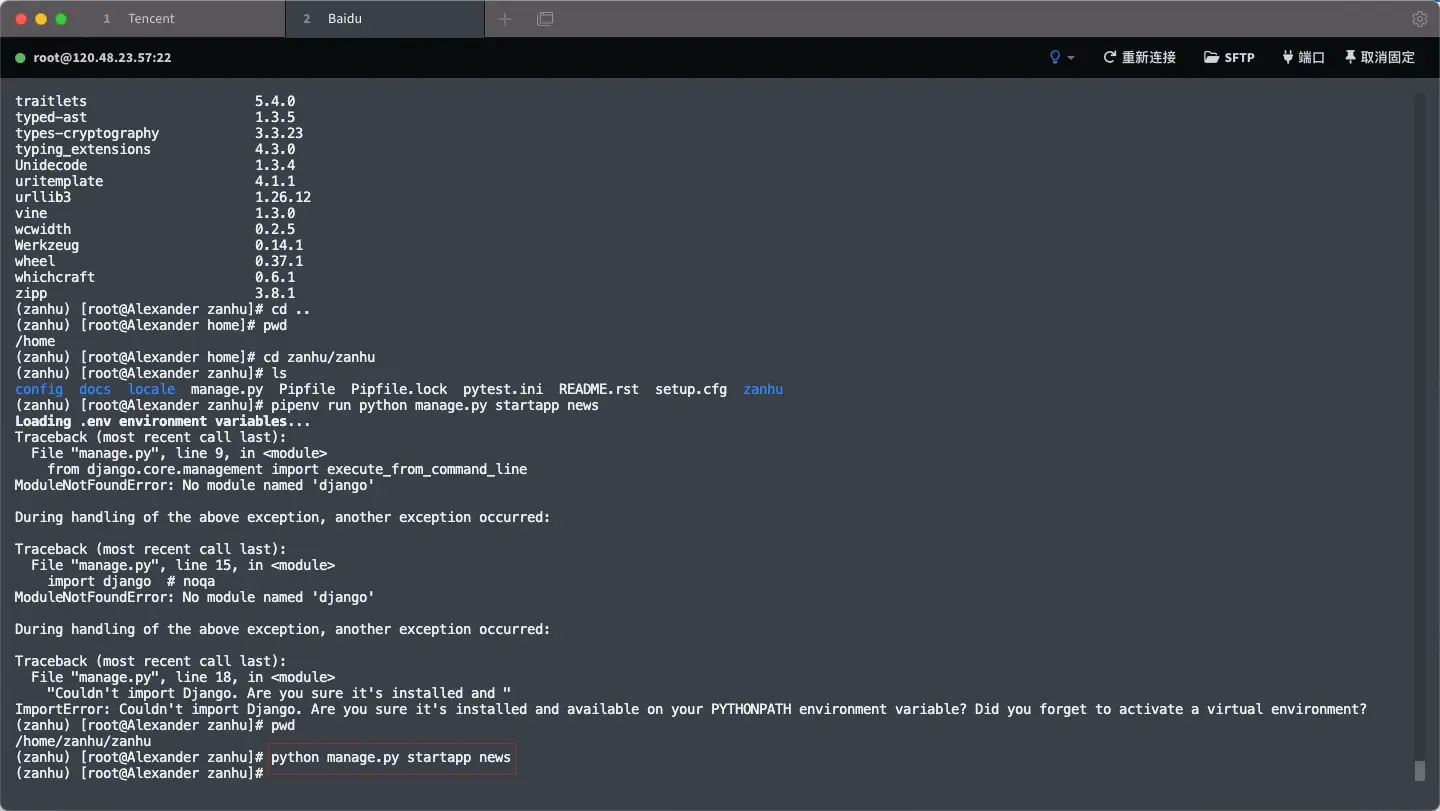 1 Tencent 2 Baidu
root@120.48.23.57:22 重新连接 SFTP 端口 取消固定
traitlets 5.4.0
typed-ast 1.3.5
types-cryptography 3.3.23
typing_extensions 4.3.0
Unidecode 1.3.4
uritemplate 4.1.1
urllib3 1.26.12
vine 1.3.0
wcwidth 0.2.5
Werkzeug 0.14.1
wheel 0.37.1
whichcraft 0.6.1
zipp 3.8.1
(zanhu) [root@Alexander zanhu]# cd ..
(zanhu) [root@Alexander home]# pwd
/home
(zanhu) [root@Alexander home]# cd zanhu/zanhu
(zanhu) [root@Alexander zanhu]# ls
config docs locale manage.py Pipfile Pipfile.lock pytest.ini README.rst setup.cfg zanhu
(zanhu) [root@Alexander zanhu]# pipenv run python manage.py startapp news
Loading .env environment variables...
Traceback (most recent call last):
  File "manage.py", line 9, in <module>
    from django.core.management import execute_from_command_line
ModuleNotFoundError: No module named 'django'
During handling of the above exception, another exception occurred:
Traceback (most recent call last):
  File "manage.py", line 15, in <module>
    import django  # noqa
ModuleNotFoundError: No module named 'django'
During handling of the above exception, another exception occurred:
Traceback (most recent call last):
  File "manage.py", line 18, in <module>
    "Couldn't import Django. Are you sure it's installed and "
ImportError: Couldn't import Django. Are you sure it's installed and available on your PYTHONPATH environment variable? Did you forget to activate a virtual environment?
(zanhu) [root@Alexander zanhu]# pwd
/home/zanhu/zanhu
(zanhu) [root@Alexander zanhu]# python manage.py startapp news
(zanhu) [root@Alexander zanhu]#